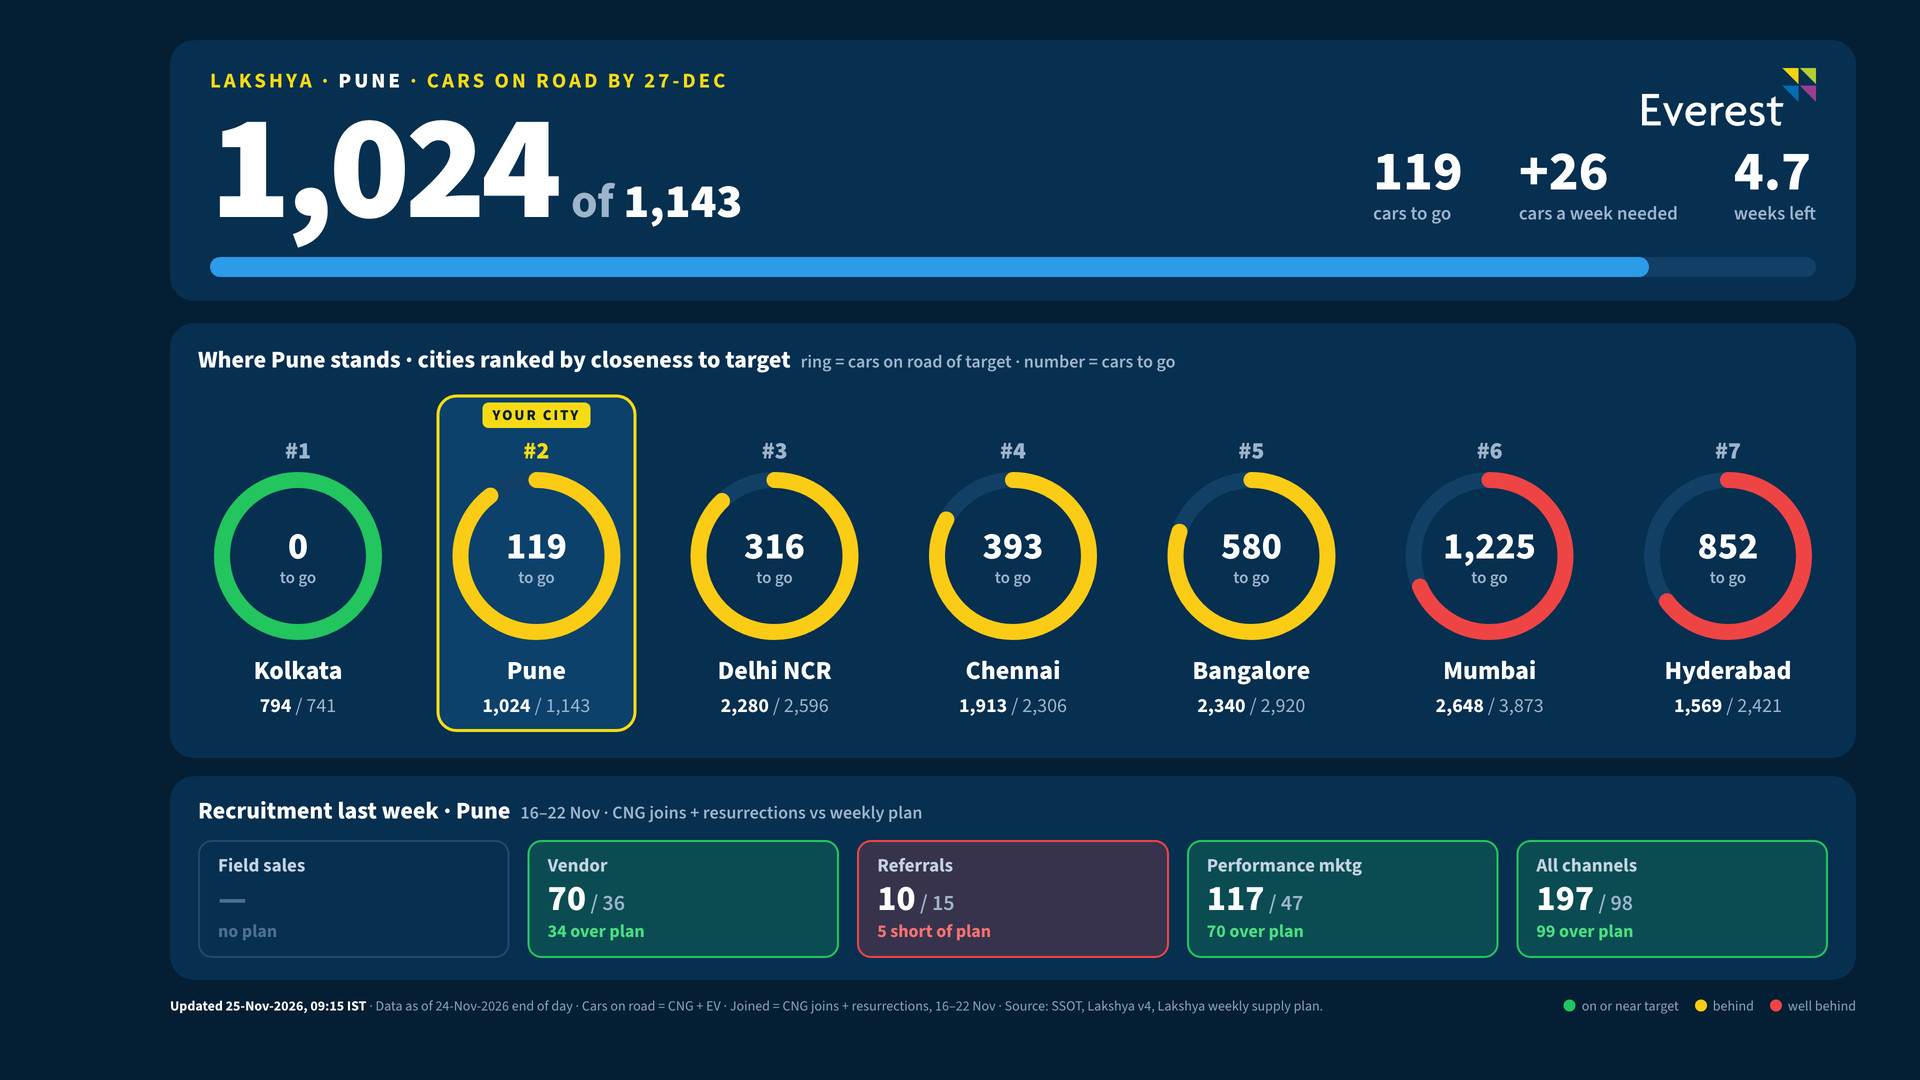 LAKSHYA · PUNE · CARS ON ROAD BY 27-DEC
Everest
1,024 of 1,143
119
cars to go
+26
cars a week needed
4.7
weeks left
Where Pune stands · cities ranked by closeness to target ring = cars on road of target · number = cars to go
#1
0
to go
Kolkata
794 / 741
YOUR CITY
#2
119
to go
Pune
1,024 / 1,143
#3
316
to go
Delhi NCR
2,280 / 2,596
#4
393
to go
Chennai
1,913 / 2,306
#5
580
to go
Bangalore
2,340 / 2,920
#6
1,225
to go
Mumbai
2,648 / 3,873
#7
852
to go
Hyderabad
1,569 / 2,421
Recruitment last week · Pune 16–22 Nov · CNG joins + resurrections vs weekly plan
Field sales
—
no plan
Vendor
70 / 36
34 over plan
Referrals
10 / 15
5 short of plan
Performance mktg
117 / 47
70 over plan
All channels
197 / 98
99 over plan
Updated 25-Nov-2026, 09:15 IST · Data as of 24-Nov-2026 end of day · Cars on road = CNG + EV · Joined = CNG joins + resurrections, 16–22 Nov · Source: SSOT, Lakshya v4, Lakshya weekly supply plan.
on or near target
behind
well behind